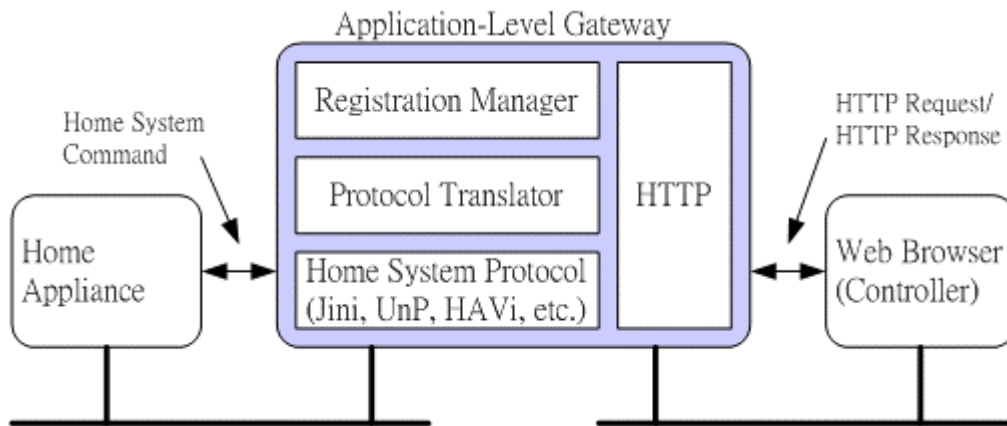 Application-Level Gateway
Registration Manager
Protocol Translator
Home System Protocol
(Jini, UnP, HAVi, etc.)
HTTP
Home System
Command
HTTP Request/
HTTP Response
Home
Appliance
Web Browser
(Controller)